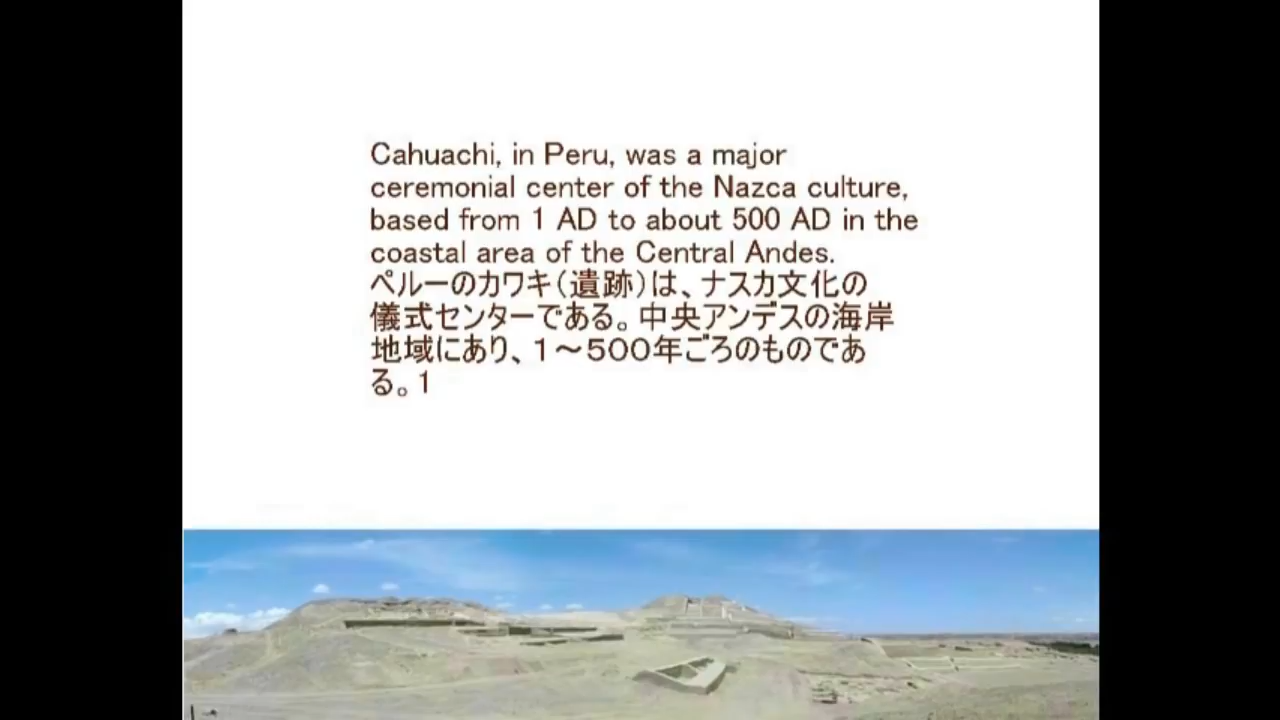 Cahuachi, in Peru, was a major
ceremonial center of the Nazca culture,
based from 1 AD to about 500 AD in the
coastal area of the Central Andes.
ペルーのカワキ（遺跡）は、ナスカ文化の
儀式センターである。中央アンデスの海岸
地域にあり、１～５００年ごろのものであ
る。1